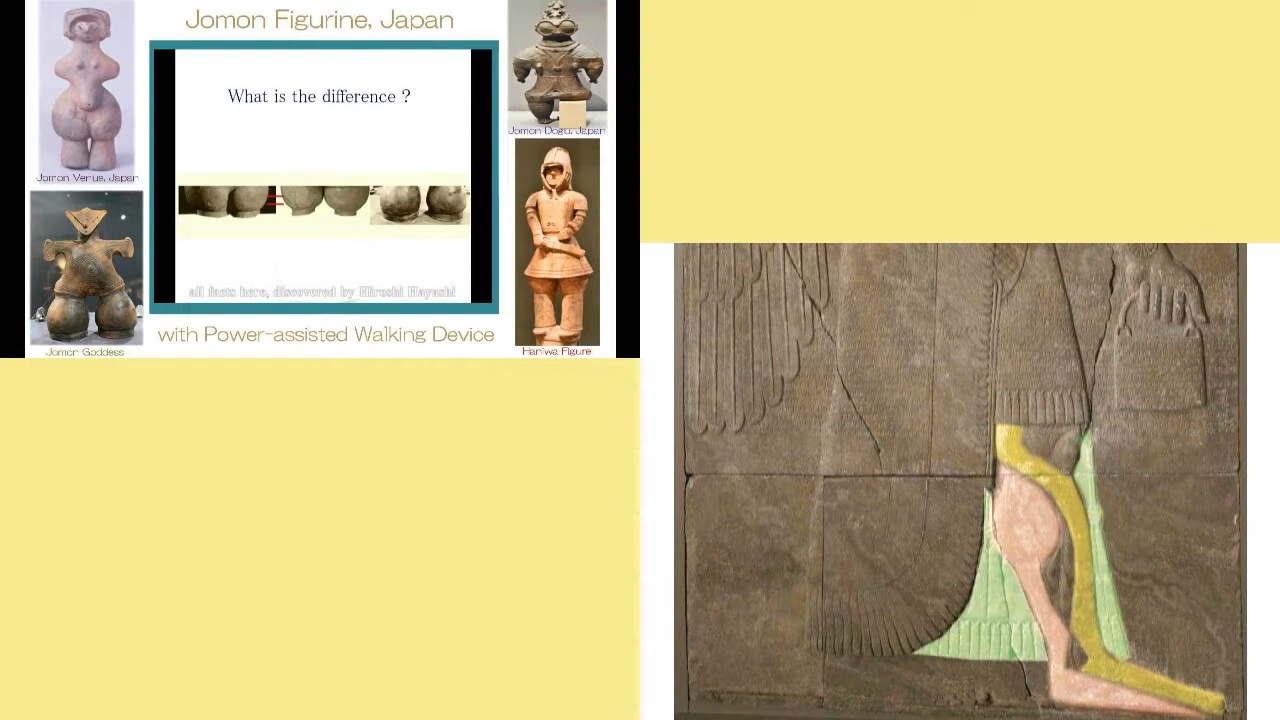 Jomon Figurine, Japan
What is the difference ?
all facts here, discovered by Hiroshi Hayashi
with Power-assisted Walking Device
Jomon Venus, Japan
Jomon Goddess
Jomon Dogu, Japan
Haniwa Figure